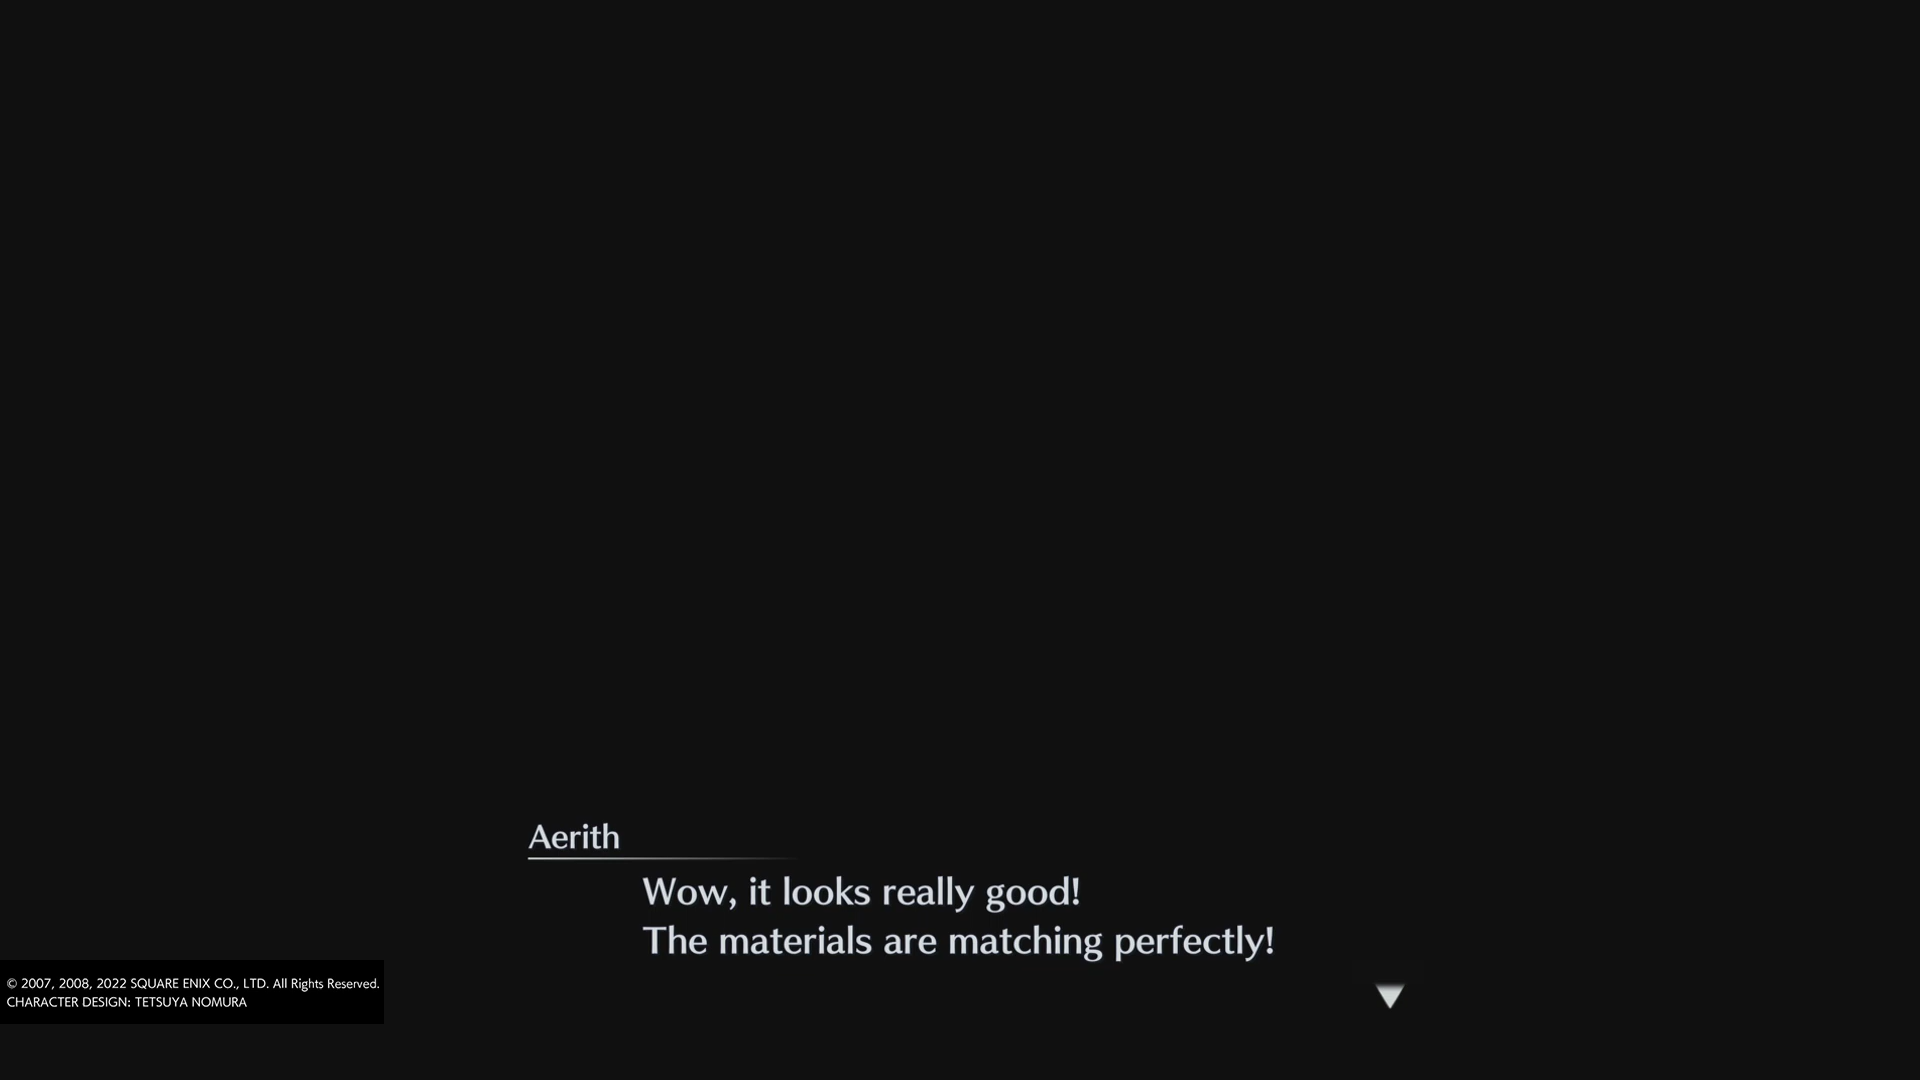 Aerith
Wow, it looks really good!
The materials are matching perfectly!
© 2007, 2008, 2022 SQUARE ENIX CO., LTD. All Rights Reserved.
CHARACTER DESIGN: TETSUYA NOMURA